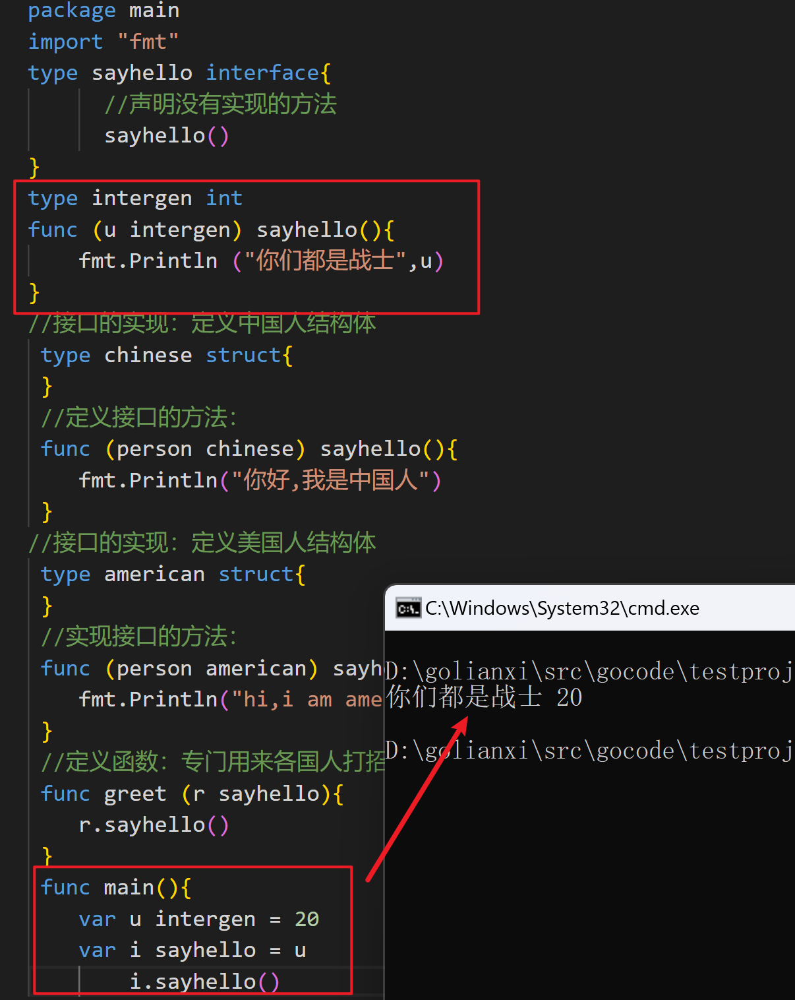 package main
import "fmt"
type sayhello interface{
//声明没有实现的方法
sayhello()
}
type intergen int
func (u intergen) sayhello(){
fmt.Println ("你们都是战士",u)
}
//接口的实现：定义中国人结构体
type chinese struct{
}
//定义接口的方法：
func (person chinese) sayhello(){
fmt.Println("你好,我是中国人")
}
//接口的实现：定义美国人结构体
type american struct{
}
//实现接口的方法：
func (person american) sayh
fmt.Println("hi,i am ame
}
//定义函数：专门用来各国人打招
func greet (r sayhello){
r.sayhello()
}
func main(){
var u intergen = 20
var i sayhello = u
i.sayhello()
C:\Windows\System32\cmd.exe
D:\golianxi\src\gocode\testproj
你们都是战士 20
D:\golianxi\src\gocode\testproj